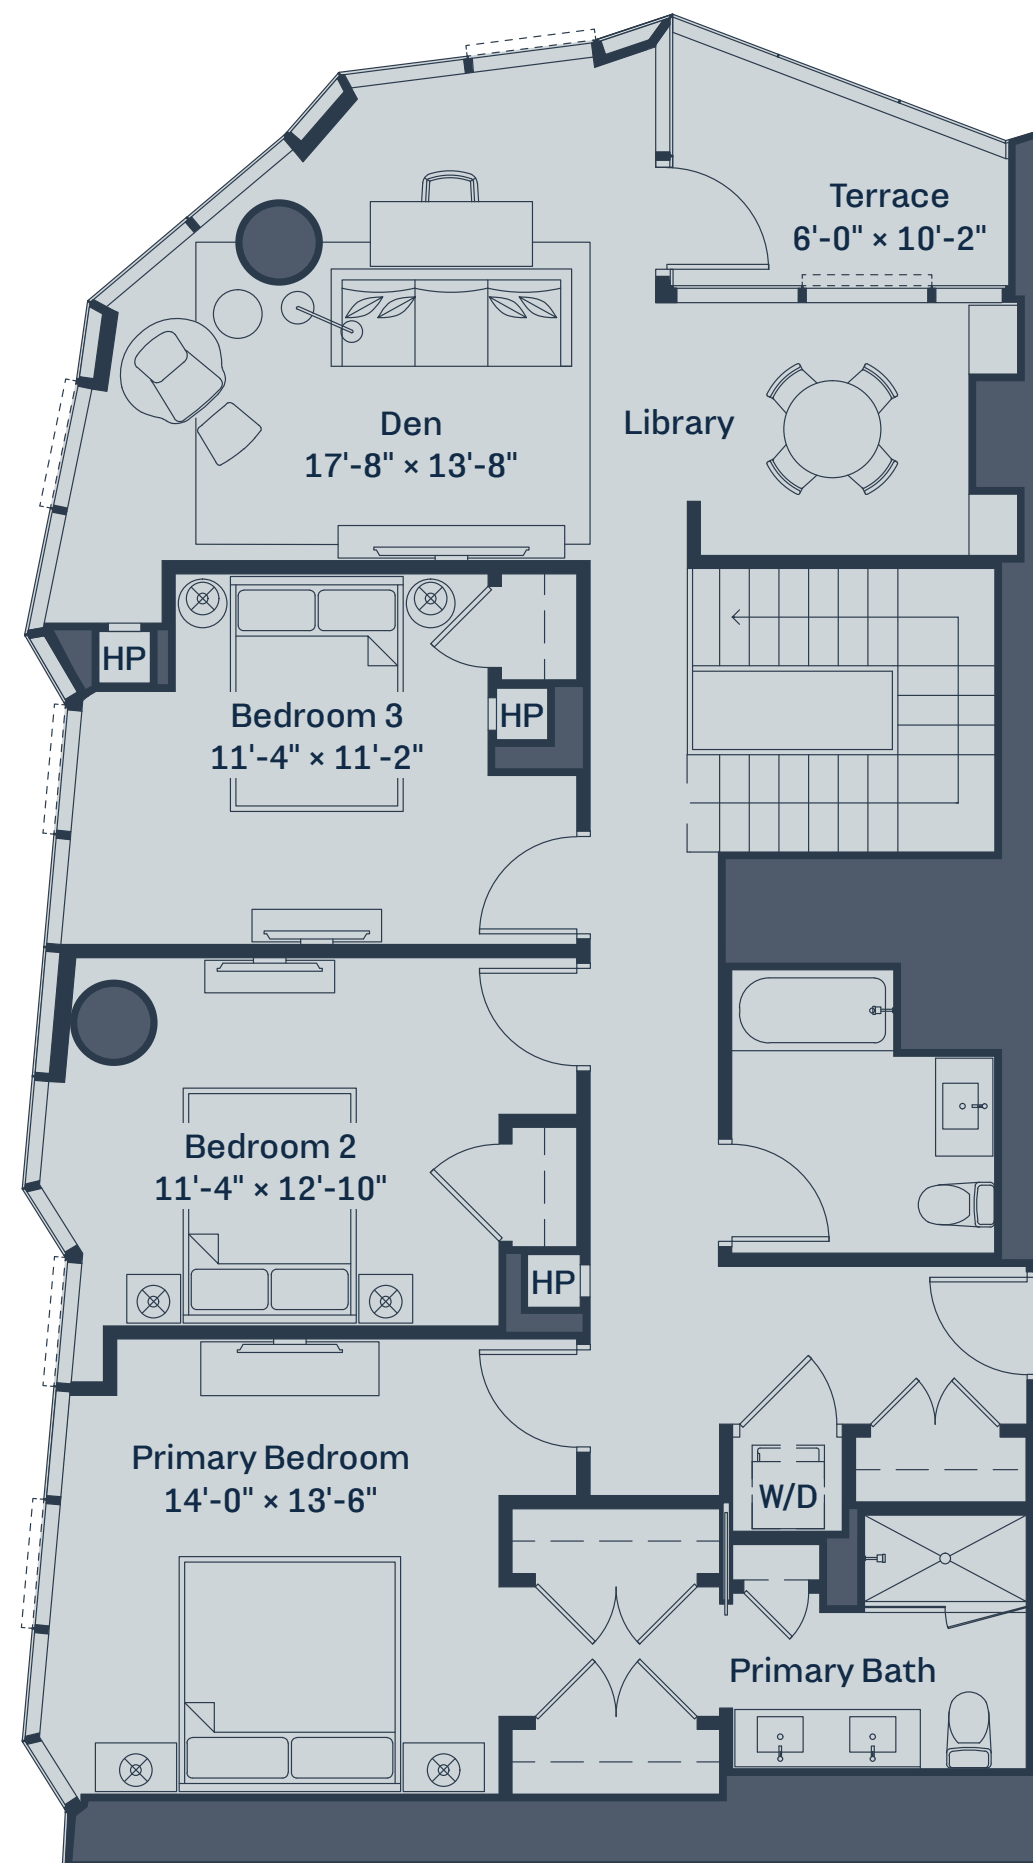 Terrace
6'-0" × 10'-2"
Library
Den
17'-8" × 13'-8"
HP
Bedroom 3
11'-4" × 11'-2"
HP
Bedroom 2
11'-4" × 12'-10"
HP
Primary Bedroom
14'-0" × 13'-6"
W/D
Primary Bath